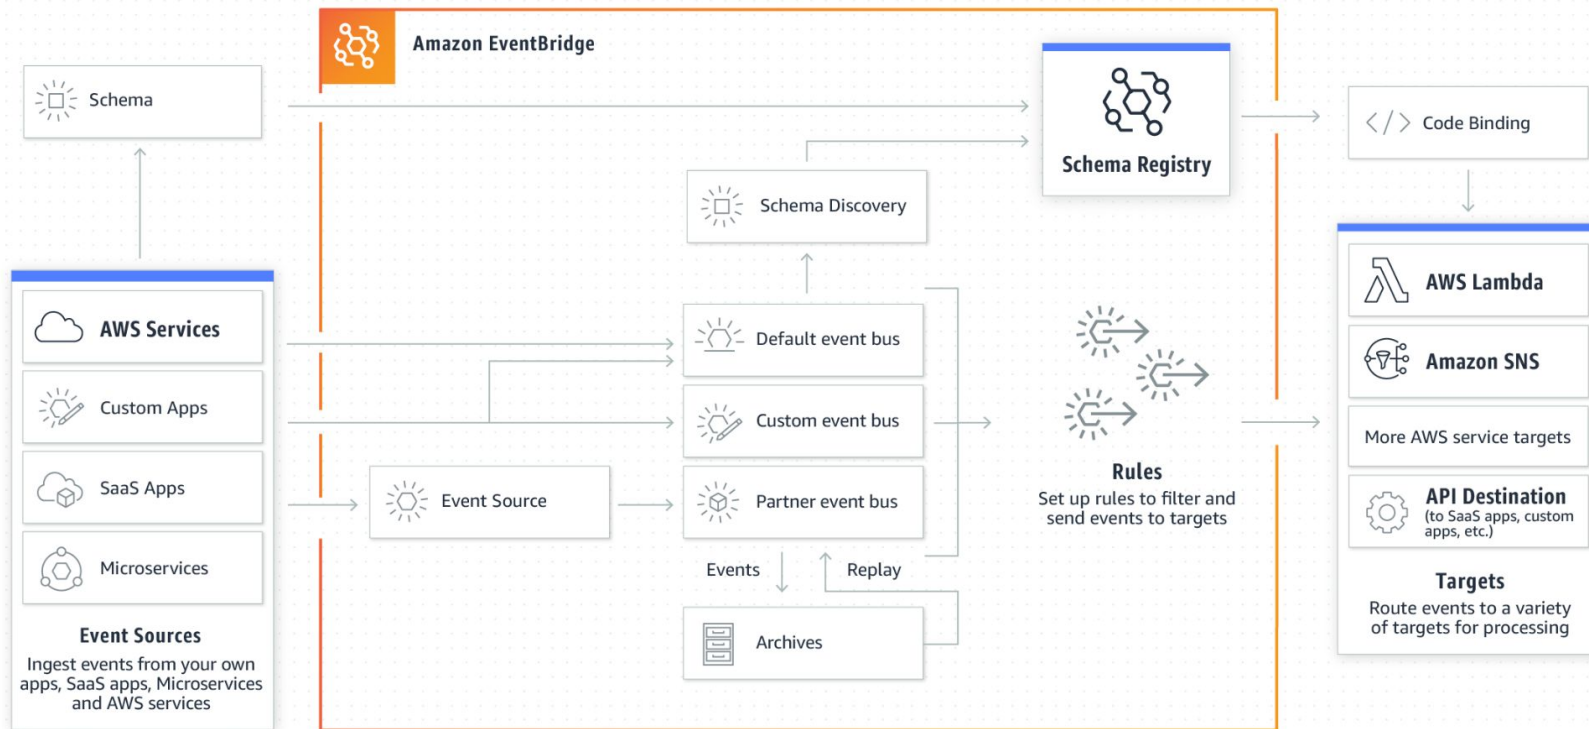 Amazon EventBridge
Schema
Schema Registry
</> Code Binding
Schema Discovery
AWS Services
Custom Apps
SaaS Apps
Microservices
Event Sources
Ingest events from your own
apps, SaaS apps, Microservices
and AWS services
Event Source
Default event bus
Custom event bus
Partner event bus
Events
Replay
Archives
Rules
Set up rules to filter and
send events to targets
AWS Lambda
Amazon SNS
More AWS service targets
API Destination
(to SaaS apps, custom
apps, etc.)
Targets
Route events to a variety
of targets for processing